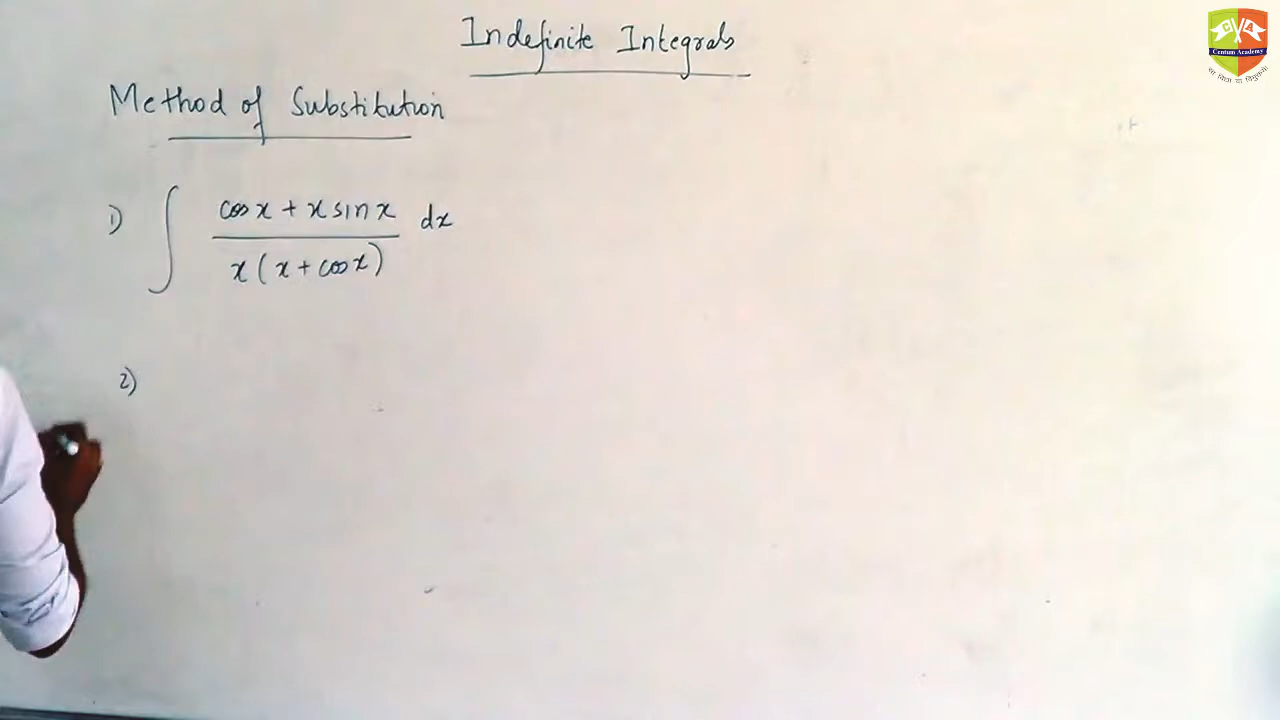 Indefinite Integrals
Method of Substitution
1) ∫ (cos x + x sin x) / (x(x + cos x)) dx
2)
Centum Academy